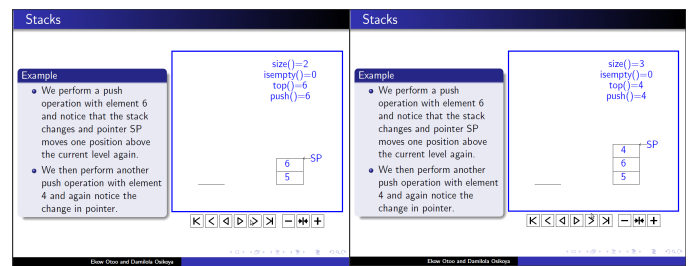 Stacks
size()=2
isempty()=0
top()=6
push()=6
Example
We perform a push
operation with element 6
and notice that the stack
changes and pointer SP
moves one position above
the current level again.
We then perform another
push operation with element
4 and again notice the
change in pointer.
SP
6
5
Ekow Otoo and Damilola Osikoya
Stacks
size()=3
isempty()=0
top()=4
push()=4
Example
We perform a push
operation with element 6
and notice that the stack
changes and pointer SP
moves one position above
the current level again.
We then perform another
push operation with element
4 and again notice the
change in pointer.
SP
4
6
5
Ekow Otoo and Damilola Osikoya